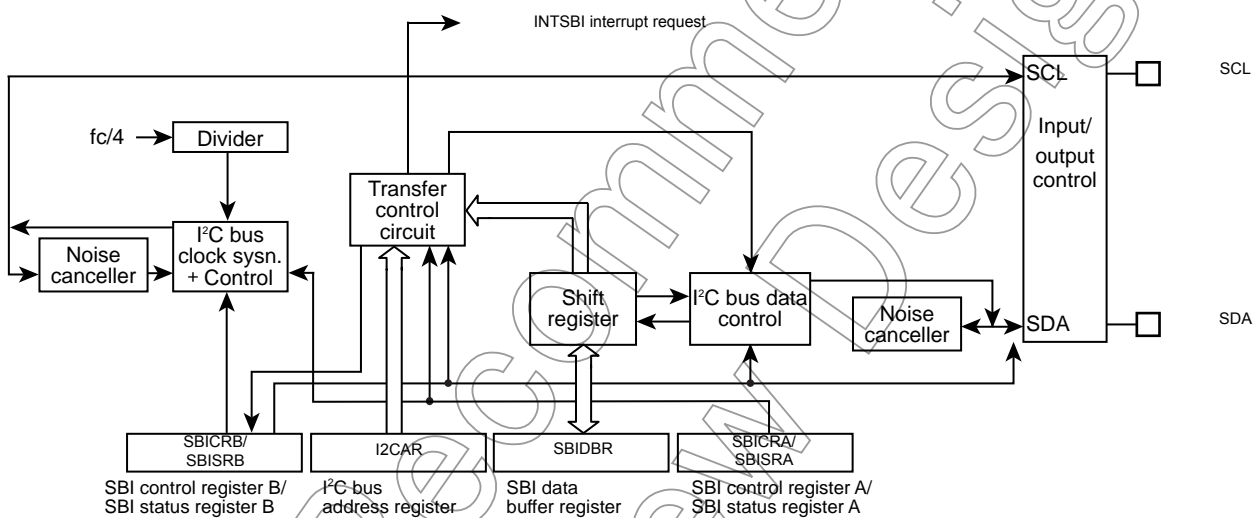 INTSBI interrupt request
SCL
SCL
fc/4
Divider
Input/
output
control
Transfer
control
circuit
I²C bus
clock sysn.
+ Control
Noise
canceller
Shift
register
I²C bus data
control
Noise
canceller
SDA
SDA
SBICRB/
SBISRB
I2CAR
SBIDBR
SBICRA/
SBISRA
SBI control register B/
SBI status register B
I²C bus
address register
SBI data
buffer register
SBI control register A/
SBI status register A